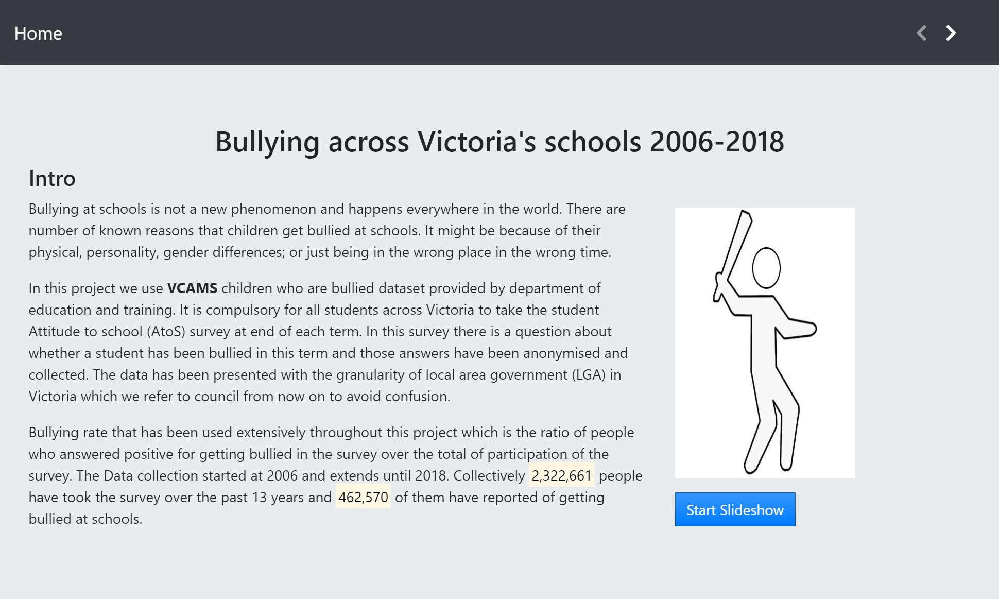 Home
Bullying across Victoria's schools 2006-2018
Intro
Bullying at schools is not a new phenomenon and happens everywhere in the world. There are
number of known reasons that children get bullied at schools. It might be because of their
physical, personality, gender differences; or just being in the wrong place in the wrong time.
In this project we use VCAMS children who are bullied dataset provided by department of
education and training. It is compulsory for all students across Victoria to take the student
Attitude to school (AtoS) survey at end of each term. In this survey there is a question about
whether a student has been bullied in this term and those answers have been anonymised and
collected. The data has been presented with the granularity of local area government (LGA) in
Victoria which we refer to council from now on to avoid confusion.
Bullying rate that has been used extensively throughout this project which is the ratio of people
who answered positive for getting bullied in the survey over the total of participation of the
survey. The Data collection started at 2006 and extends until 2018. Collectively 2,322,661 people
have took the survey over the past 13 years and 462,570 of them have reported of getting
bullied at schools.
Start Slideshow